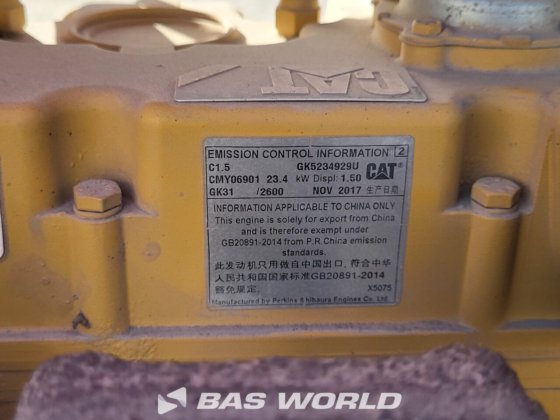 CAT
EMISSION CONTROL INFORMATION 2
C1.5 GK5234929U CAT
CMY06901 23.4 kW Displ: 1.50
GK31 /2600 NOV 2017 生产日期
INFORMATION APPLICABLE TO CHINA ONLY
This engine is solely for export from China
and is therefore exempt under
GB20891-2014 from P.R.China emission
standards.
此发动机只用做自中国出口, 符合中华
人民共和国国家标准GB20891-2014
豁免规定. X5075
Manufactured by Perkins Shibaura Engines Co. Ltd.
BAS WORLD